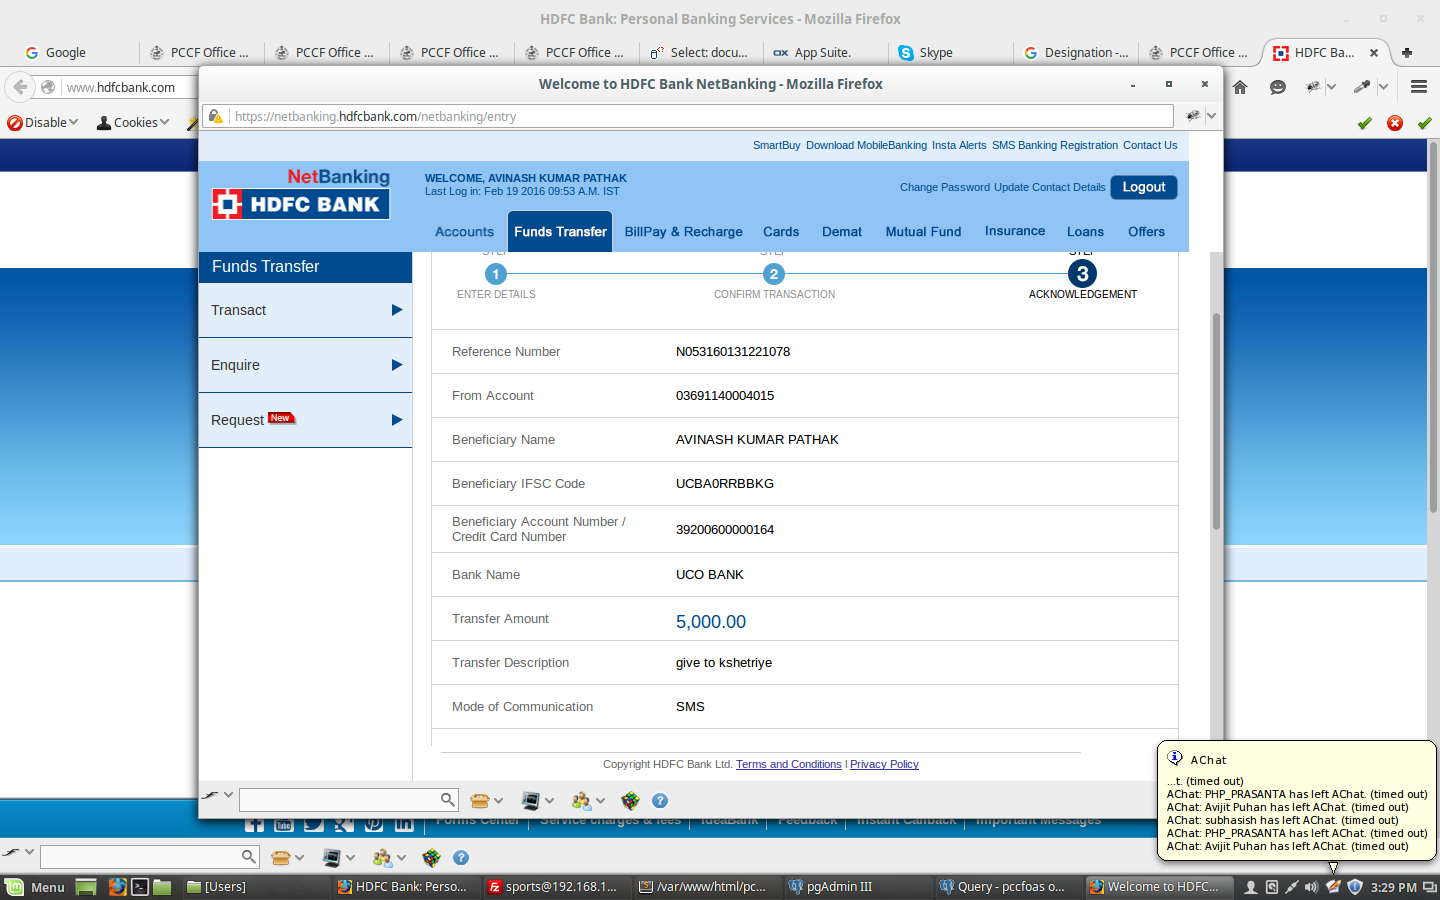 HDFC Bank: Personal Banking Services - Mozilla Firefox
Google
PCCF Office ...
PCCF Office ...
PCCF Office ...
PCCF Office ...
Select: docu...
App Suite.
Skype
Designation -...
PCCF Office ...
HDFC Ba...
www.hdfcbank.com
Disable
Cookies
Welcome to HDFC Bank NetBanking - Mozilla Firefox
https://netbanking.hdfcbank.com/netbanking/entry
SmartBuy Download MobileBanking Insta Alerts SMS Banking Registration Contact Us
NetBanking
HDFC BANK
WELCOME, AVINASH KUMAR PATHAK
Last Log in: Feb 19 2016 09:53 A.M. IST
Change Password Update Contact Details Logout
Accounts Funds Transfer BillPay & Recharge Cards Demat Mutual Fund Insurance Loans Offers
Funds Transfer
Transact
Enquire
Request New
STEP STEP STEP
1 2 3
ENTER DETAILS CONFIRM TRANSACTION ACKNOWLEDGEMENT
Reference Number N053160131221078
From Account 03691140004015
Beneficiary Name AVINASH KUMAR PATHAK
Beneficiary IFSC Code UCBA0RRBBKG
Beneficiary Account Number /
Credit Card Number 39200600000164
Bank Name UCO BANK
Transfer Amount 5,000.00
Transfer Description give to kshetriye
Mode of Communication SMS
Copyright HDFC Bank Ltd. Terms and Conditions | Privacy Policy
Forms Center Service charges & fees IdeaBank Feedback Instant Callback Important Messages
AChat
...t. (timed out)
AChat: PHP_PRASANTA has left AChat. (timed out)
AChat: Avijit Puhan has left AChat. (timed out)
AChat: subhasish has left AChat. (timed out)
AChat: PHP_PRASANTA has left AChat. (timed out)
AChat: Avijit Puhan has left AChat. (timed out)
Menu
[Users]
HDFC Bank: Perso...
sports@192.168.1...
/var/www/html/pc...
pgAdmin III
Query - pccfoas o...
Welcome to HDFC...
3:29 PM